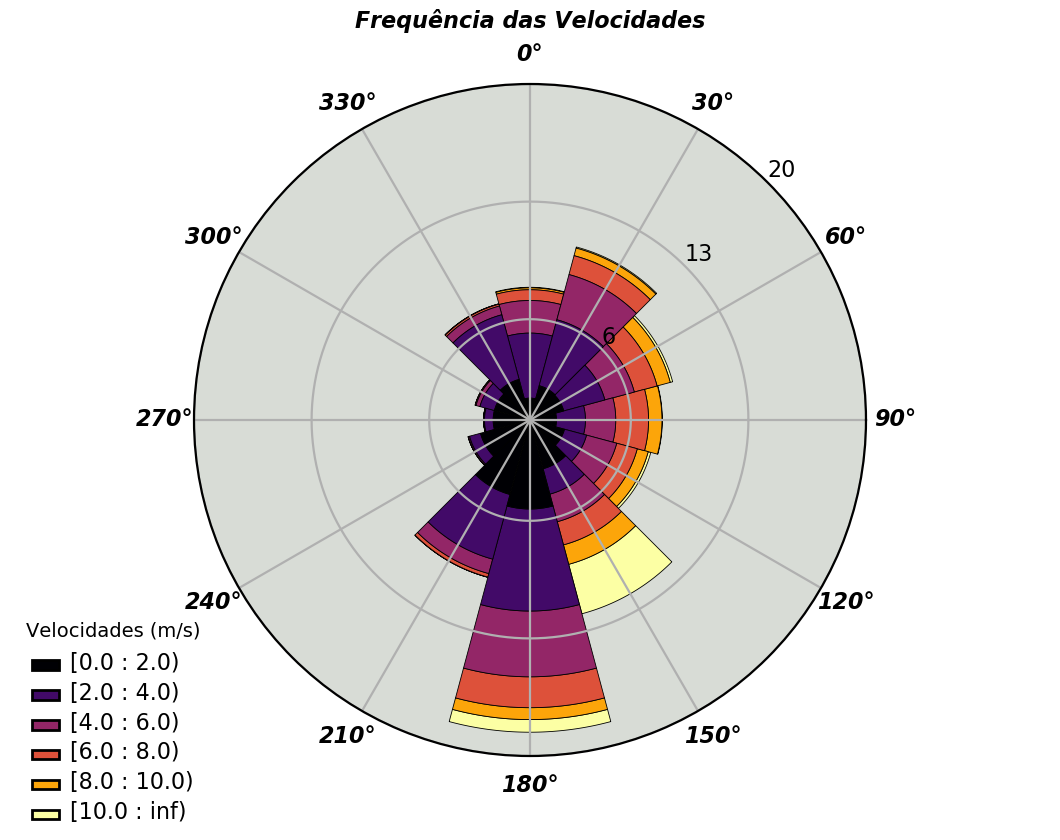 Frequência das Velocidades
0°
330°
30°
20
300°
60°
13
6
270°
90°
240°
120°
210°
150°
180°
Velocidades (m/s)
[0.0 : 2.0)
[2.0 : 4.0)
[4.0 : 6.0)
[6.0 : 8.0)
[8.0 : 10.0)
[10.0 : inf)